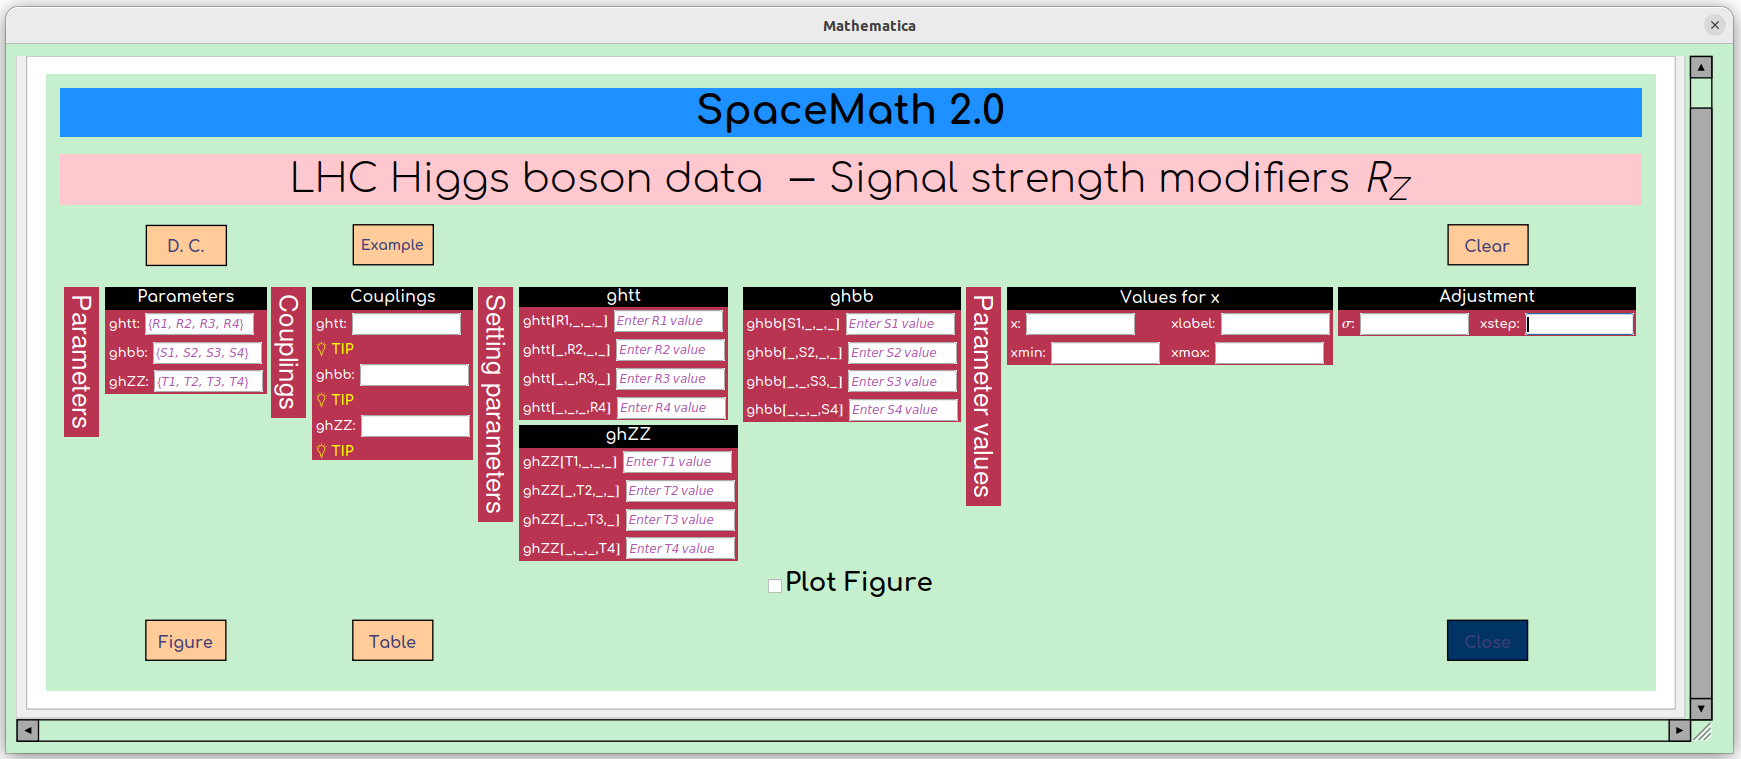 Mathematica
SpaceMath 2.0
LHC Higgs boson data – Signal strength modifiers R_Z
D. C.
Example
Clear
Parameters
Parameters
ghtt: {R1, R2, R3, R4}
ghbb: {S1, S2, S3, S4}
ghZZ: {T1, T2, T3, T4}
Couplings
Couplings
ghtt:
TIP
ghbb:
TIP
ghZZ:
TIP
Setting parameters
ghtt
ghtt[R1,_,_,_] Enter R1 value
ghtt[_,R2,_,_] Enter R2 value
ghtt[_,_,R3,_] Enter R3 value
ghtt[_,_,_,R4] Enter R4 value
ghbb
ghbb[S1,_,_,_] Enter S1 value
ghbb[_,S2,_,_] Enter S2 value
ghbb[_,_,S3,_] Enter S3 value
ghbb[_,_,_,S4] Enter S4 value
ghZZ
ghZZ[T1,_,_,_] Enter T1 value
ghZZ[_,T2,_,_] Enter T2 value
ghZZ[_,_,T3,_] Enter T3 value
ghZZ[_,_,_,T4] Enter T4 value
Parameter values
Values for x
x: xlabel:
xmin: xmax:
Adjustment
σ: xstep:
Plot Figure
Figure
Table
Close